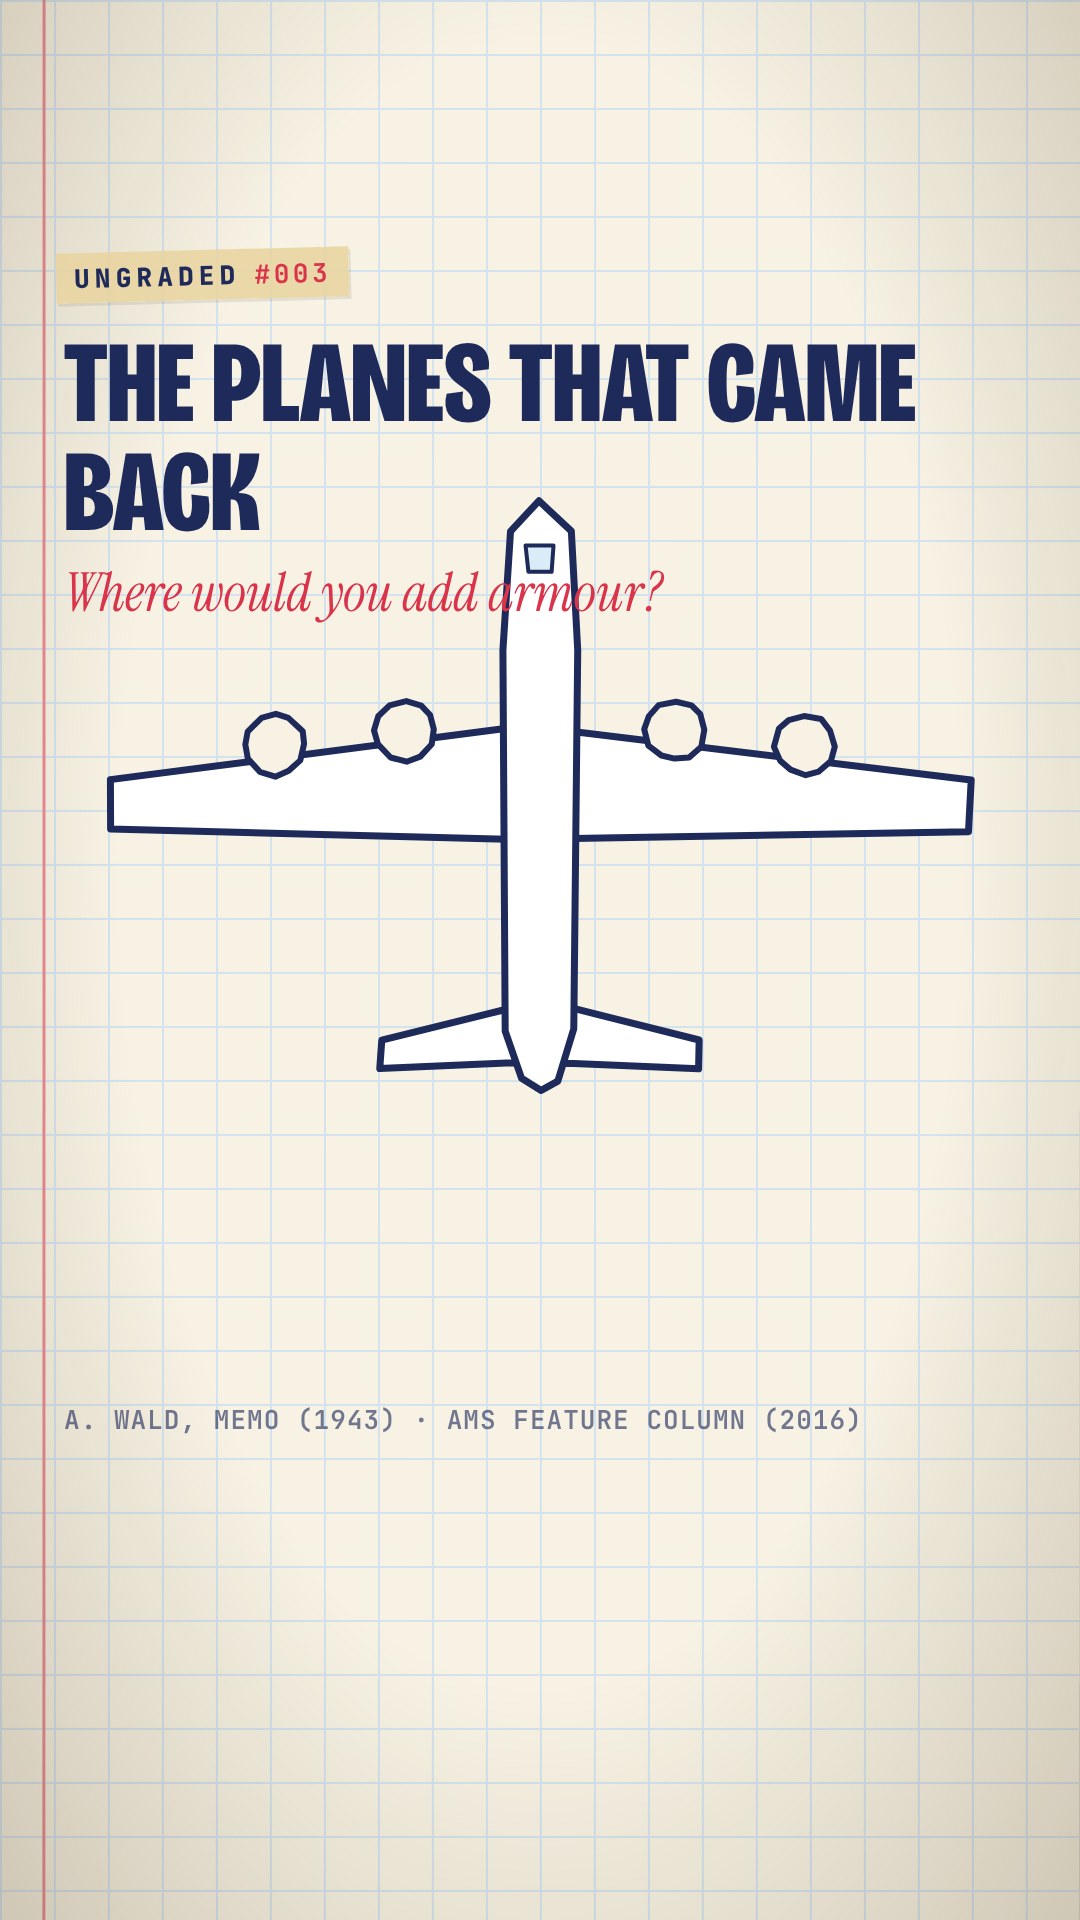 UNGRADED #003
THE PLANES THAT CAME
BACK
Where would you add armour?
A. WALD, MEMO (1943) · AMS FEATURE COLUMN (2016)